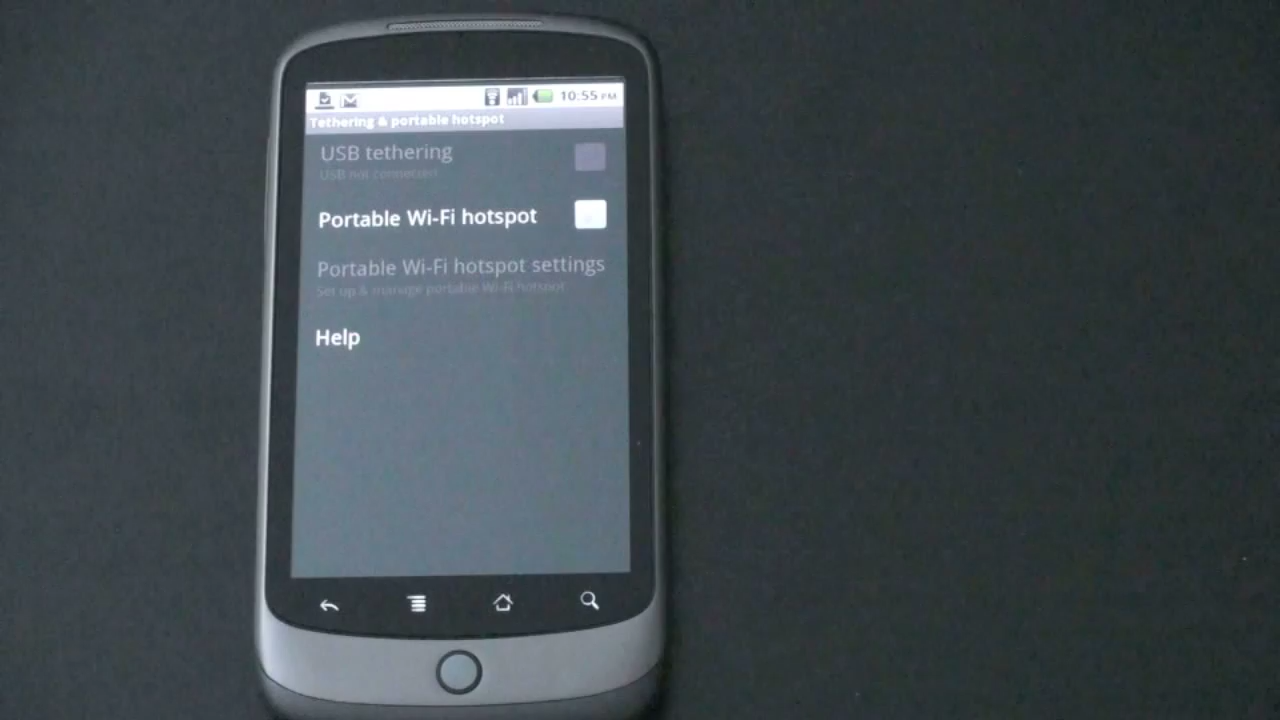 10:55 PM
Tethering & portable hotspot
USB tethering
USB not connected
Portable Wi-Fi hotspot
Portable Wi-Fi hotspot settings
Set up & manage portable Wi-Fi hotspot
Help